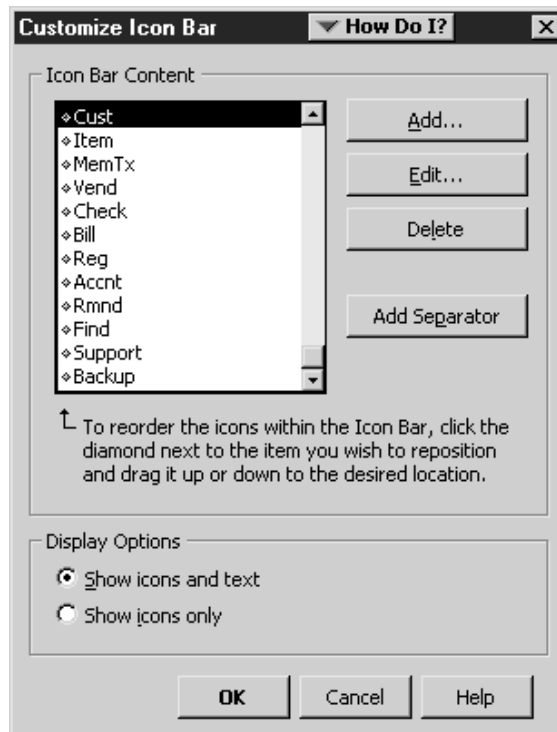 Customize Icon Bar
How Do I?
Icon Bar Content
Cust
Item
MemTx
Vend
Check
Bill
Reg
Accnt
Rmnd
Find
Support
Backup
Add...
Edit...
Delete
Add Separator
To reorder the icons within the Icon Bar, click the
diamond next to the item you wish to reposition
and drag it up or down to the desired location.
Display Options
Show icons and text
Show icons only
OK
Cancel
Help